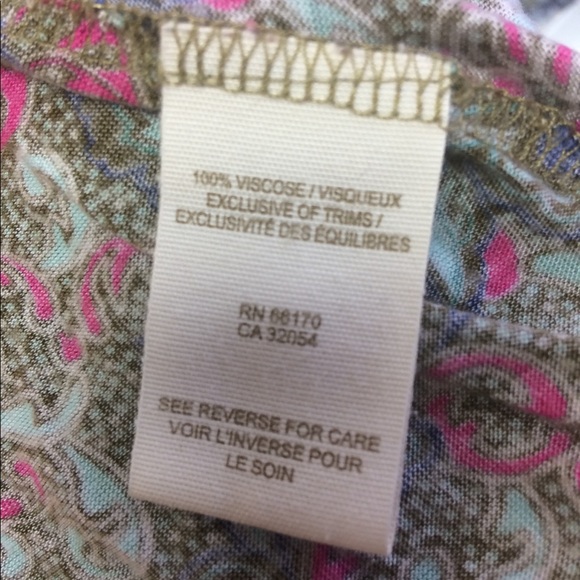 100% VISCOSE / VISQUEUX
EXCLUSIVE OF TRIMS /
EXCLUSIVITÉ DES ÉQUILIBRES
RN 66170
CA 32054
SEE REVERSE FOR CARE
VOIR L'INVERSE POUR
LE SOIN